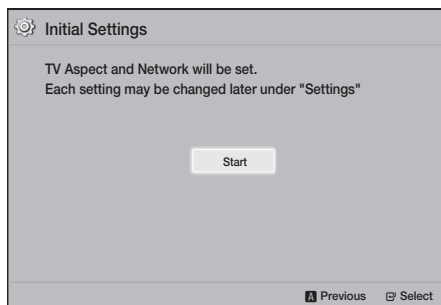 Initial Settings
TV Aspect and Network will be set.
Each setting may be changed later under "Settings"
Start
A Previous Select